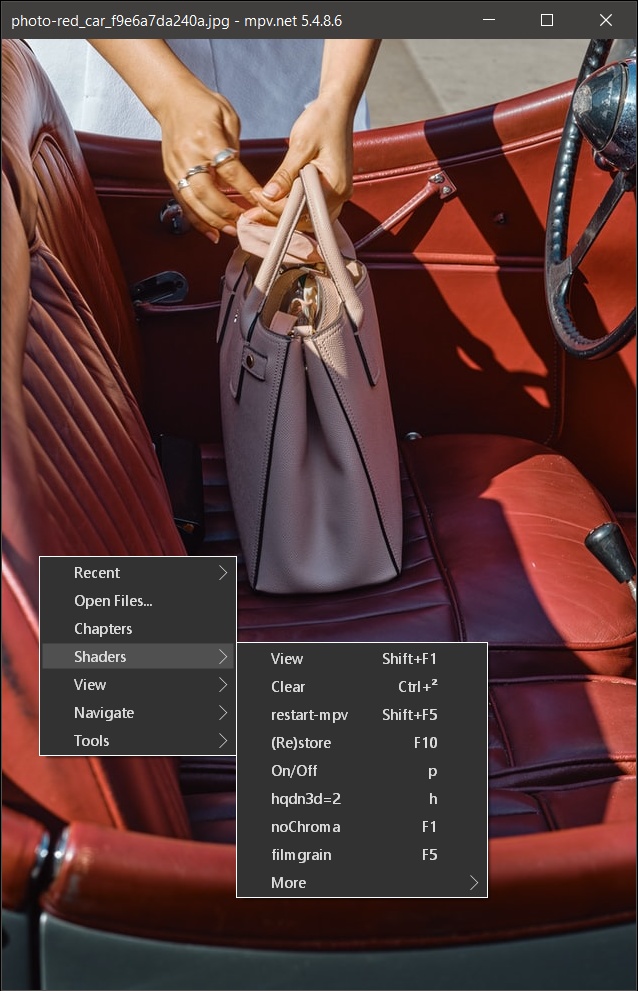 photo-red_car_f9e6a7da240a.jpg - mpv.net 5.4.8.6
Recent
Open Files...
Chapters
Shaders
View
Navigate
Tools
View Shift+F1
Clear Ctrl+²
restart-mpv Shift+F5
(Re)store F10
On/Off p
hqdn3d=2 h
noChroma F1
filmgrain F5
More